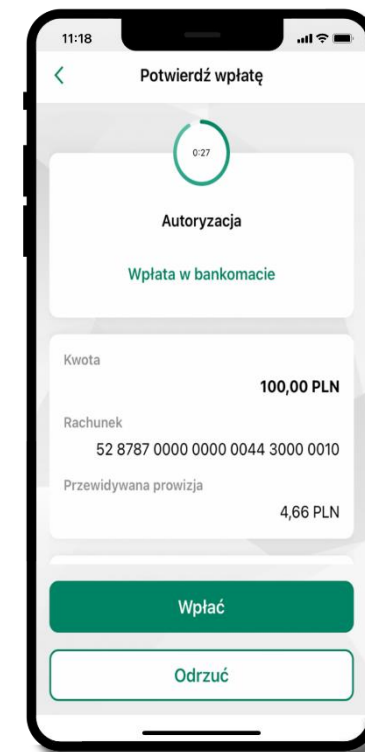 11:18
Potwierdź wpłatę
0:27
Autoryzacja
Wpłata w bankomacie
Kwota
100,00 PLN
Rachunek
52 8787 0000 0000 0044 3000 0010
Przewidywana prowizja
4,66 PLN
Wpłać
Odrzuć